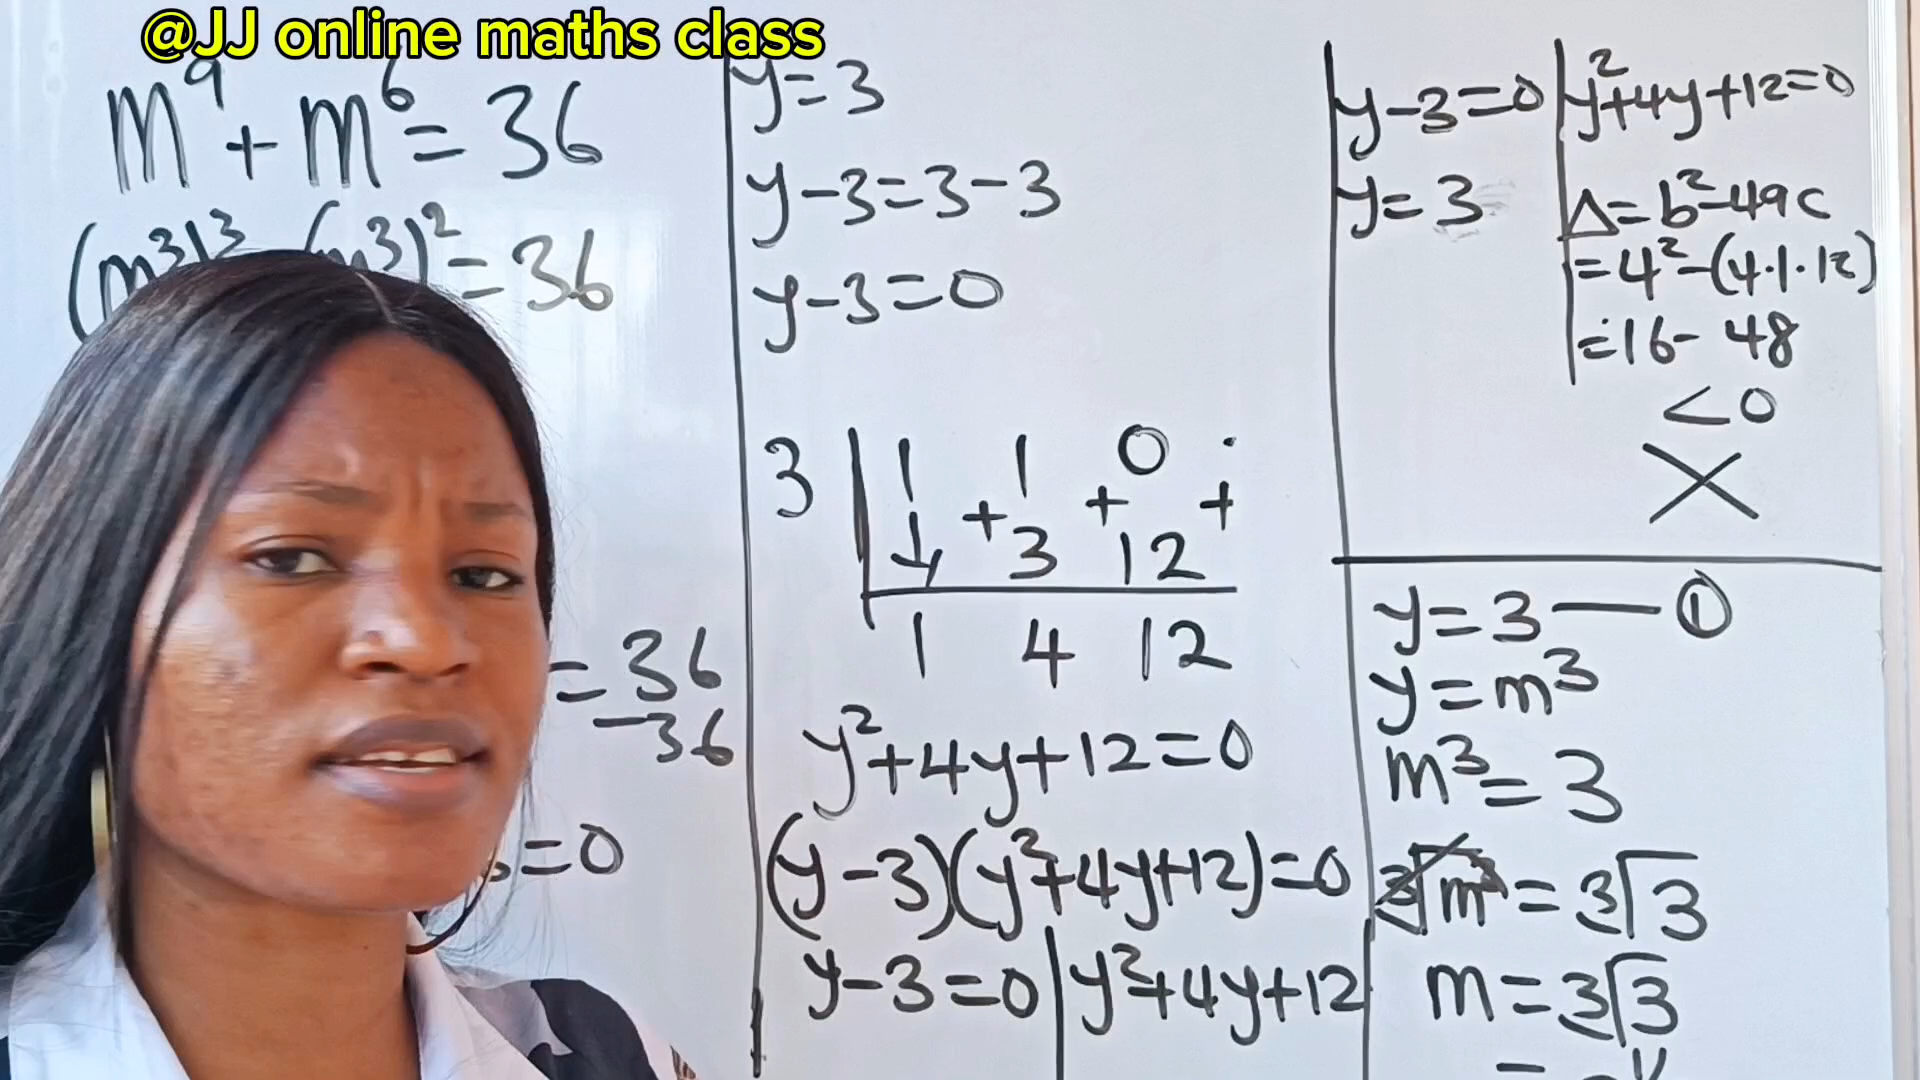 @JJ online maths class
m⁹ + m⁶ = 36
(m³)³ (m³)² = 36
= 36
-36
=0
y=3
y-3=3-3
y-3=0
3 | 1 1 0
+ + +
3 12
1 4 12
y²+4y+12=0
(y-3)(y²+4y+12)=0
y-3=0 | y²+4y+12
y-3=0 | y²+4y+12=0
y=3
Δ=b²-4ac
=4²-(4·1·12)
=16-48
<0
y=3 — ①
y=m³
m³=3
³√m³ = ³√3
m=³√3
=